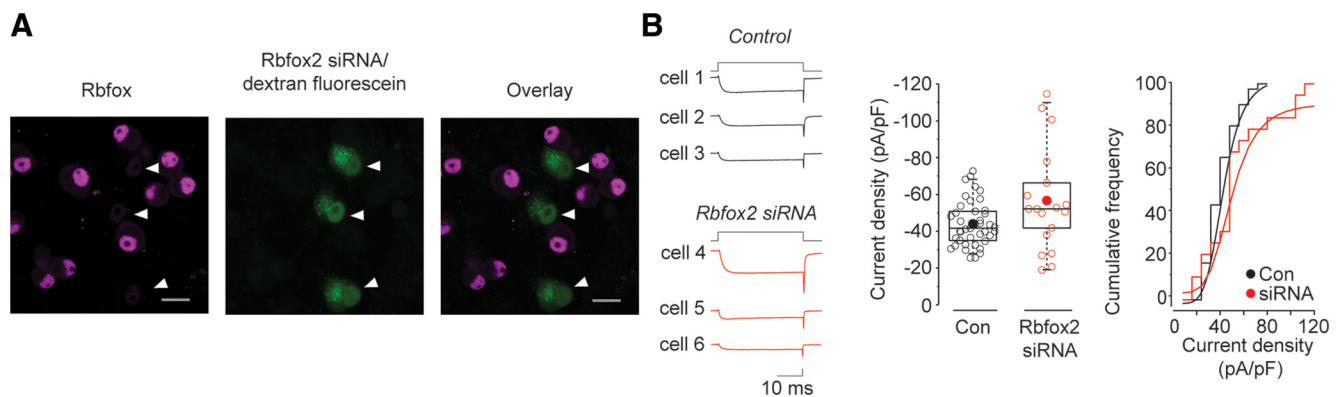 A
Rbfox
Rbfox2 siRNA/
dextran fluorescein
Overlay
B
Control
cell 1
cell 2
cell 3
Rbfox2 siRNA
cell 4
cell 5
cell 6
10 ms
Current density (pA/pF)
-120
-100
-80
-60
-40
-20
0
Con
Rbfox2
siRNA
Cumulative frequency
100
80
60
40
20
0
Con
siRNA
0
40
80
120
Current density
(pA/pF)